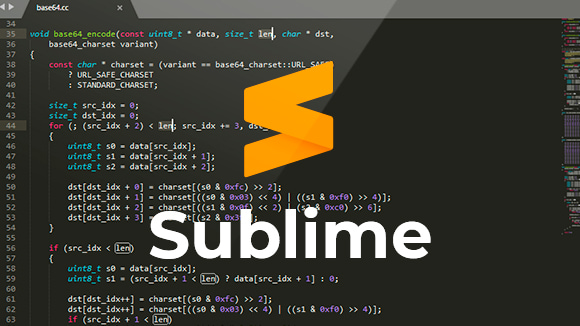 base64.cc ×
34
35 void base64_encode(const uint8_t * data, size_t len, char * dst,
base64_charset variant)
36
37 {
38 const char * charset = (variant == base64_charset::URL_SAFE
39 ? URL_SAFE_CHARSET
40 : STANDARD_CHARSET;
41
42 size_t src_idx = 0;
43 size_t dst_idx = 0;
44 for (; (src_idx + 2) < len; src_idx += 3, dst_
45 {
46 uint8_t s0 = data[src_idx];
47 uint8_t s1 = data[src_idx + 1];
48 uint8_t s2 = data[src_idx + 2];
49
50 dst[dst_idx + 0] = charset[(s0 & 0xfc) >> 2];
51 dst[dst_idx + 1] = charset[((s0 & 0x03) << 4) | ((s1 & 0xf0) >> 4)];
52 dst[dst_idx + 2] = charset[((s1 & 0x0f) << 2) | (s2 & 0xc0) >> 6];
53 dst[dst_idx + 3] (s2 & 0x3
54 }
Sublime
55
56 if (src_idx < len)
57 {
58 uint8_t s0 = data[src_idx];
59 uint8_t s1 = (src_idx + 1 < len) ? data[src_idx + 1] : 0;
60
61 dst[dst_idx++] = charset[(s0 & 0xfc) >> 2];
62 dst[dst_idx++] = charset[((s0 & 0x03) << 4) | ((s1 & 0xf0) >> 4)];
63 if (src_idx + 1 < len)